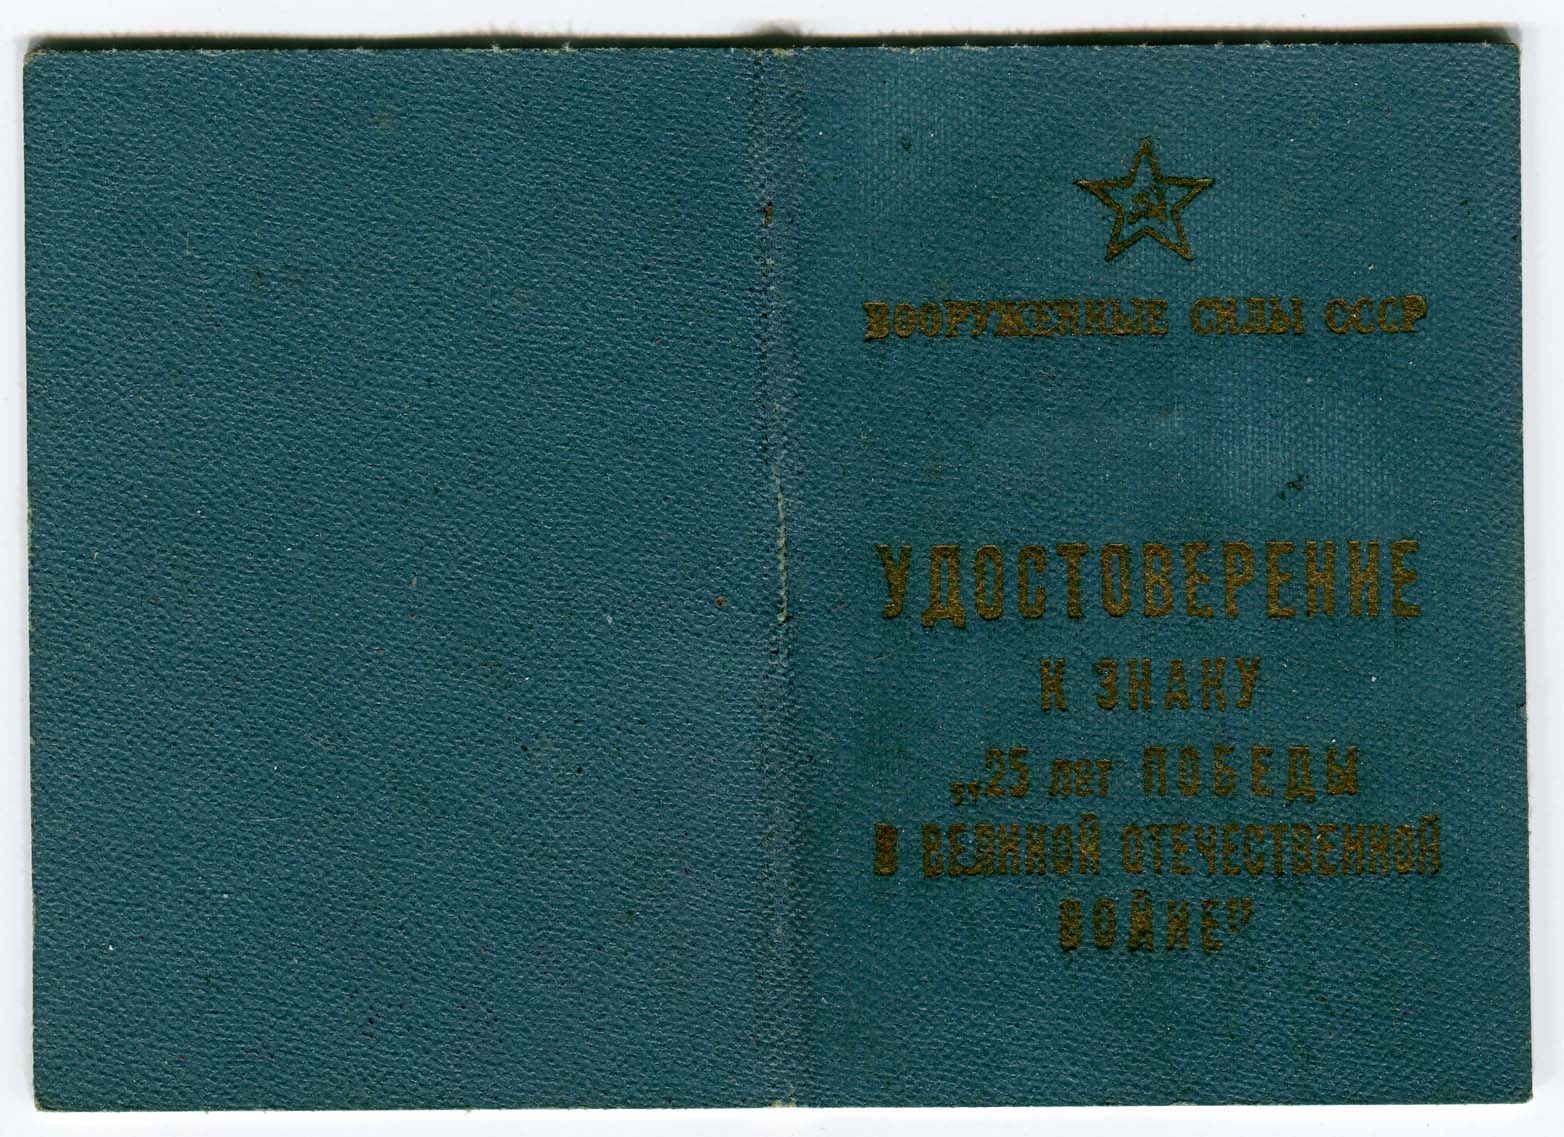 ВООРУЖЕННЫЕ СИЛЫ СССР
УДОСТОВЕРЕНИЕ
К ЗНАКУ
„25 лет ПОБЕДЫ
В ВЕЛИКОЙ ОТЕЧЕСТВЕННОЙ
ВОЙНЕ”